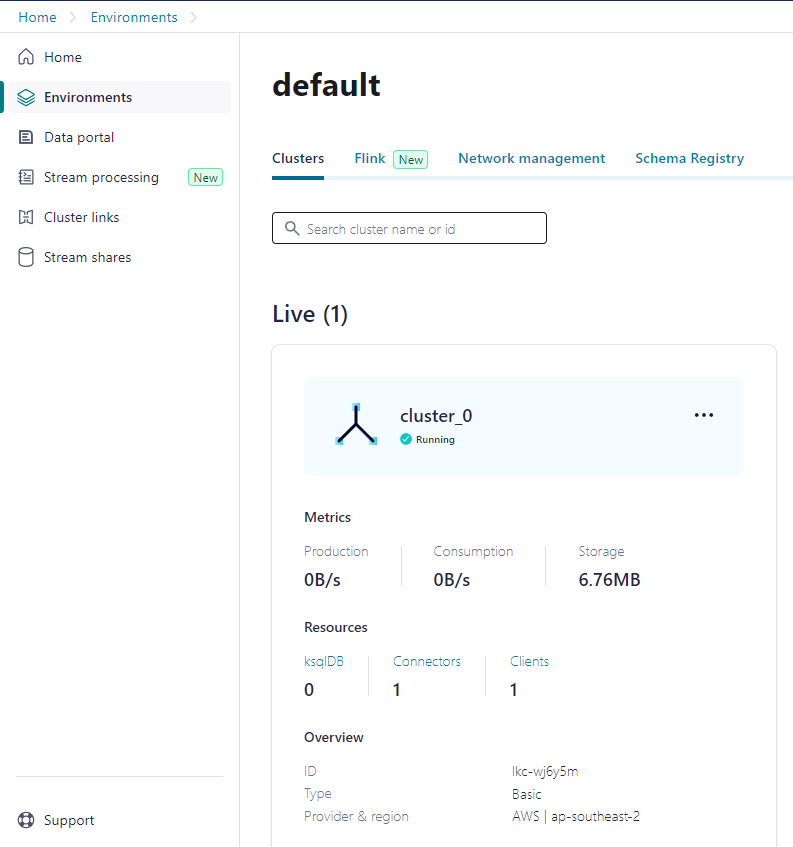 Home
Environments
Home
Environments
Data portal
Stream processing New
Cluster links
Stream shares
Support
default
Clusters Flink New Network management Schema Registry
Search cluster name or id
Live (1)
cluster_0
Running
Metrics
Production Consumption Storage
0B/s 0B/s 6.76MB
Resources
ksqlDB Connectors Clients
0 1 1
Overview
ID lkc-wj6y5m
Type Basic
Provider & region AWS | ap-southeast-2